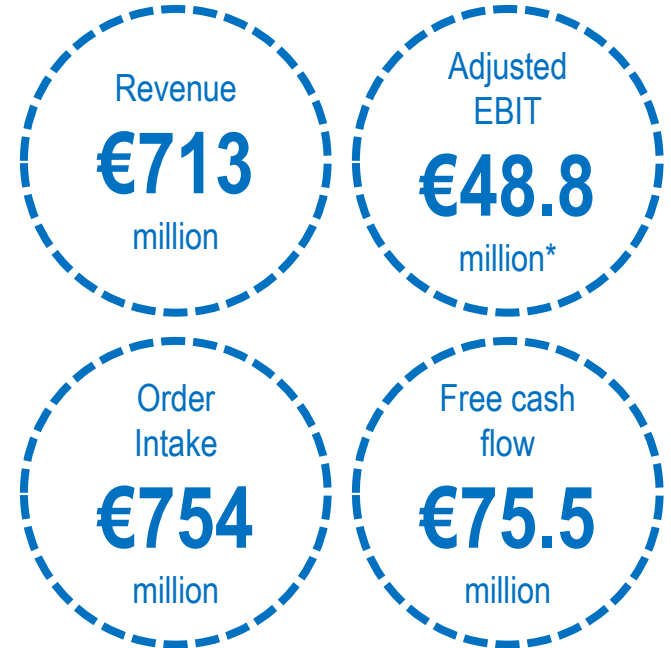 Revenue
€713
million
Adjusted
EBIT
€48.8
million*
Order
Intake
€754
million
Free cash
flow
€75.5
million